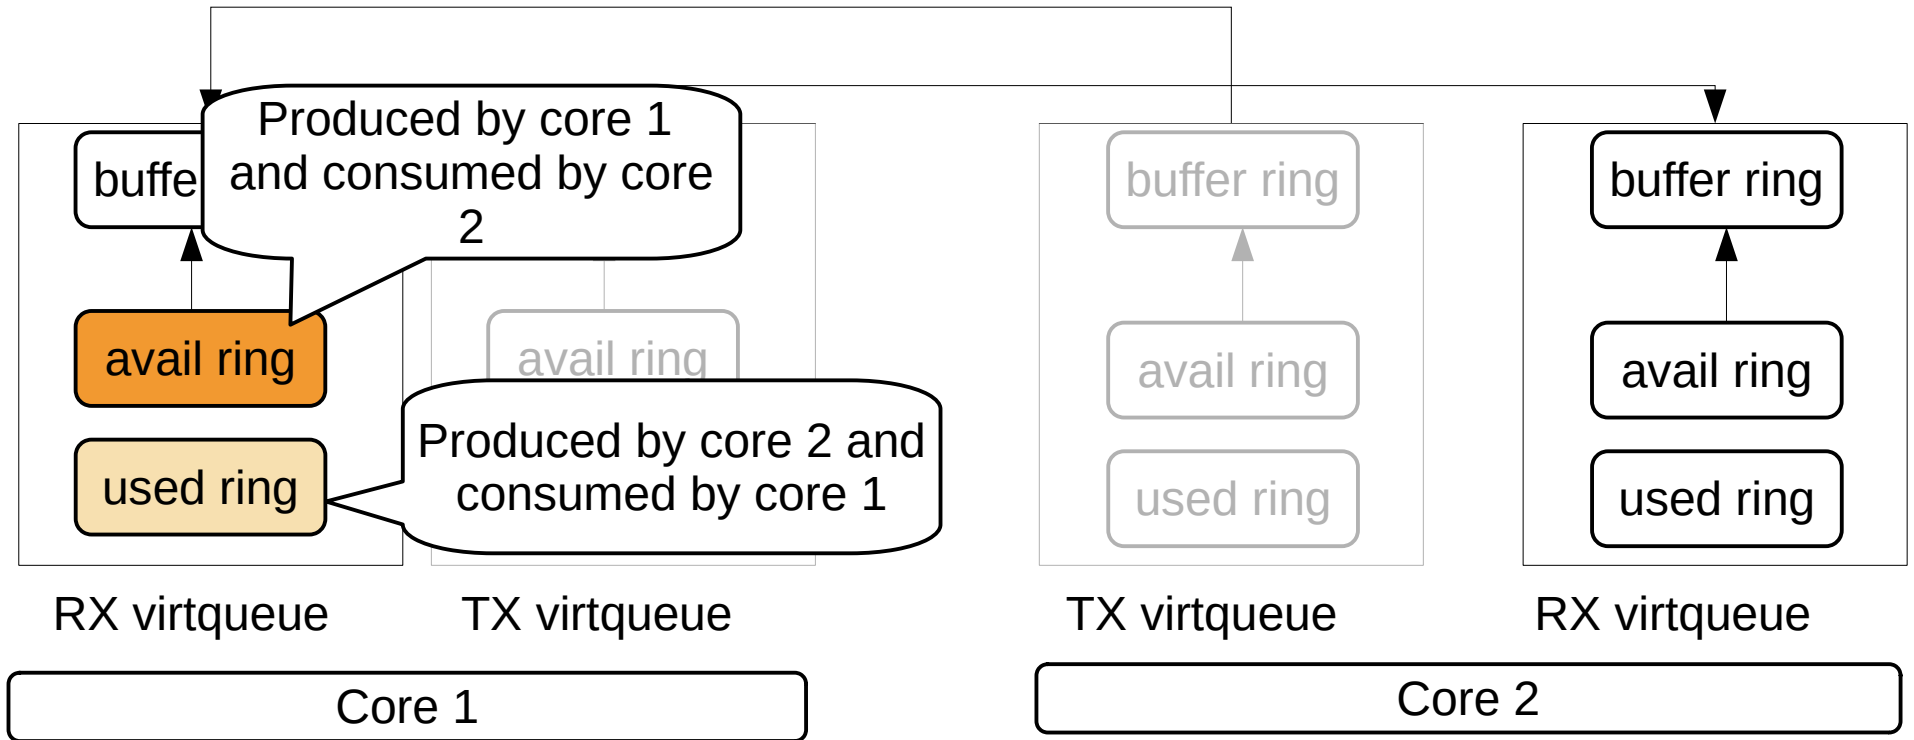 Produced by core 1
and consumed by core
2
buffe
buffer ring
buffer ring
avail ring
avail ring
avail ring
avail ring
Produced by core 2 and
consumed by core 1
used ring
used ring
used ring
RX virtqueue
TX virtqueue
TX virtqueue
RX virtqueue
Core 1
Core 2